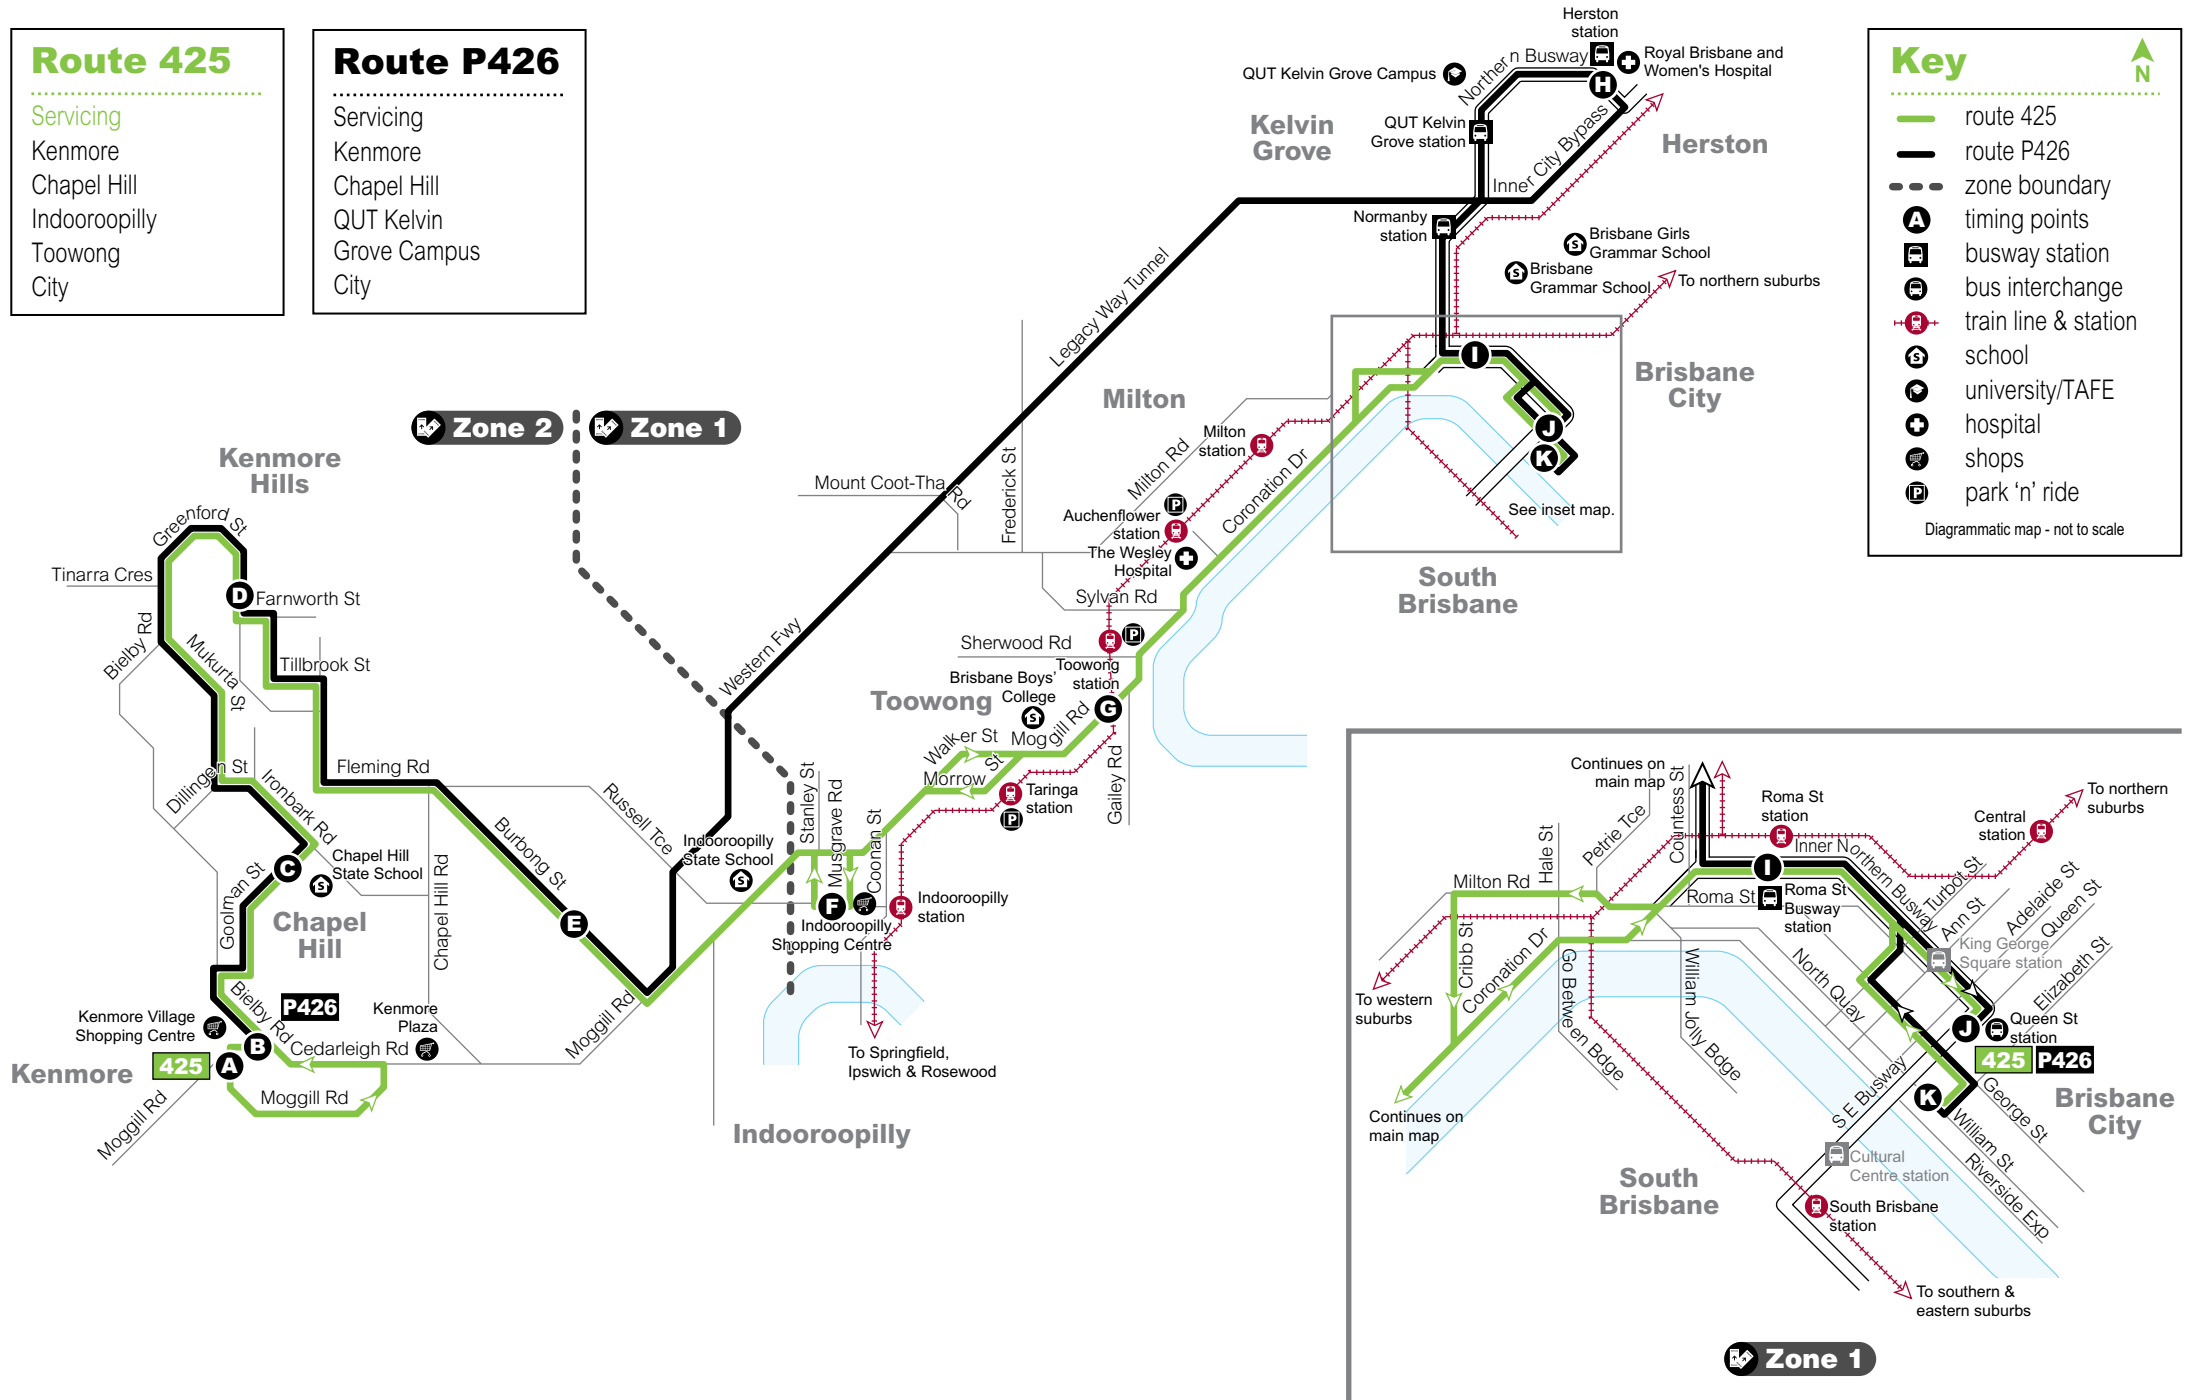 Route 425
Servicing
Kenmore
Chapel Hill
Indooroopilly
Toowong
City
Route P426
Servicing
Kenmore
Chapel Hill
QUT Kelvin
Grove Campus
City
Key
N
route 425
route P426
zone boundary
A timing points
busway station
bus interchange
train line & station
S school
university/TAFE
hospital
shops
P park ‘n’ ride
Diagrammatic map - not to scale
Herston
station
Royal Brisbane and
Women's Hospital
Northern Busway
H
QUT Kelvin Grove Campus
QUT Kelvin
Grove station
Kelvin
Grove
Herston
Inner City Bypass
Normanby
station
Brisbane Girls
Grammar School
Brisbane
Grammar School
To northern suburbs
Legacy Way Tunnel
I
J
K
See inset map.
Brisbane
City
Milton
Milton
station
Milton Rd
Coronation Dr
South
Brisbane
Zone 2
Zone 1
Kenmore
Hills
Greenford St
Tinarra Cres
D
Farnworth St
Bielby Rd
Mukurta St
Tillbrook St
Mount Coot-Tha Rd
Frederick St
Auchenflower
station
The Wesley
Hospital
Sylvan Rd
Sherwood Rd
Toowong
station
Western Fwy
Brisbane Boys’
College
Toowong
G
Moggill Rd
Walker St
Morrow St
Gailey Rd
Taringa
station
Dillingen St
Ironbark Rd
Fleming Rd
Burbong St
Russell Tce
Stanley St
Musgrave Rd
Coonan St
Indooroopilly
State School
C
Chapel Hill
State School
Goolman St
Chapel
Hill
Chapel Hill Rd
E
F
Indooroopilly
Shopping Centre
Indooroopilly
station
Bielby Rd
P426
Kenmore Village
Shopping Centre
Kenmore
Plaza
B
Cedarleigh Rd
Kenmore
425
A
Moggill Rd
Moggill Rd
Moggill Rd
To Springfield,
Ipswich & Rosewood
Indooroopilly
Continues on
main map
Countess St
Petrie Tce
Hale St
Roma St
station
Central
station
To northern
suburbs
Inner Northern Busway
I
Milton Rd
Roma St
Roma St
Busway
station
Turbot St
Ann St
Adelaide St
Queen St
Elizabeth St
King George
Square station
Cribb St
Coronation Dr
Go Between Bdge
William Jolly Bdge
North Quay
To western
suburbs
J
Queen St
station
425
P426
S E Busway
K
George St
William St
Riverside Exp
Brisbane
City
Continues on
main map
Cultural
Centre station
South
Brisbane
South Brisbane
station
To southern &
eastern suburbs
Zone 1